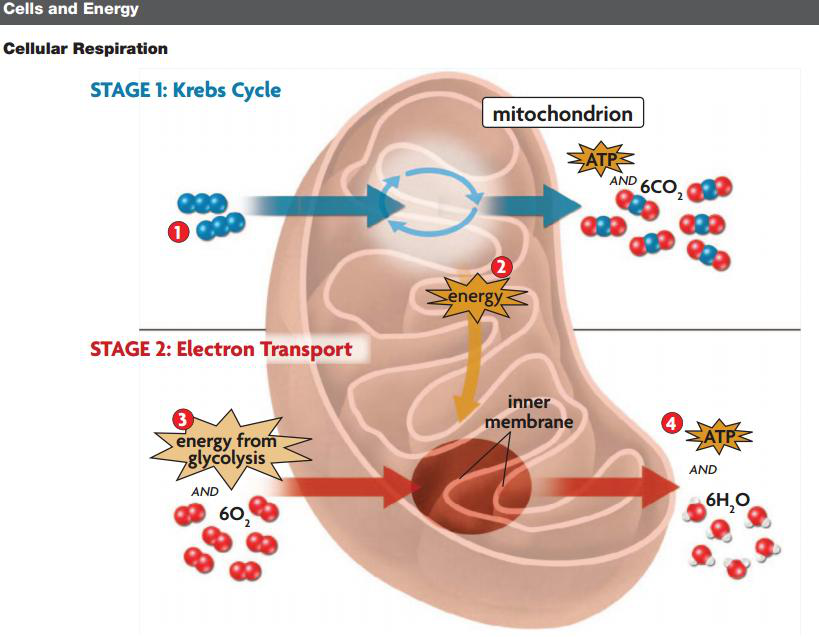 Cells and Energy
Cellular Respiration
STAGE 1: Krebs Cycle
mitochondrion
ATP
AND
6CO2
1
2
energy
STAGE 2: Electron Transport
inner
membrane
3
energy from
glycolysis
AND
6O2
4
ATP
AND
6H2O